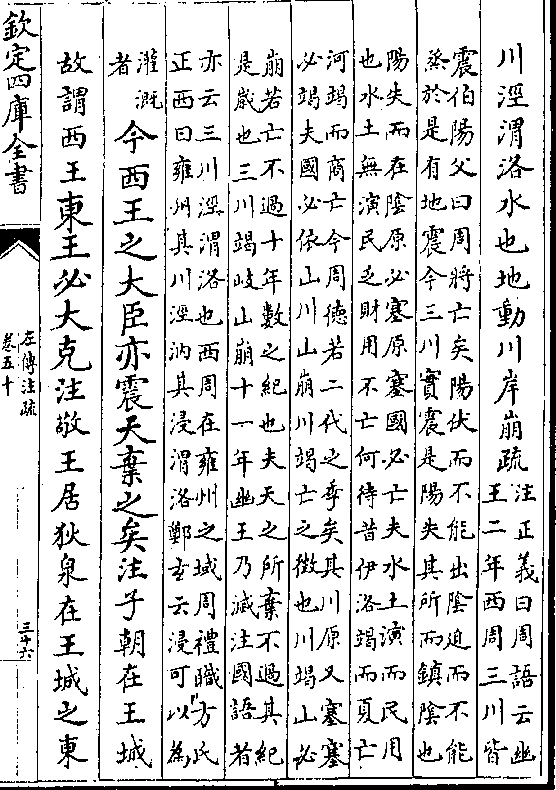 川涇渭洛水也地動川岸崩疏
注正義曰周語云幽
王二年西周三川皆
震伯陽父曰周將亡矣陽伏而不能出陰迫而不能
蒸於是有地震今三川實震是陽失其所而鎮陰也
陽失而在陰原必塞原塞國必亡夫水土演而民用
也水土無演民乏財用不亡何待昔伊洛竭而夏亡
河竭而商亡今周德若二代之季矣其川原又塞塞
必竭夫國必依山川山崩川竭亡之徵也川竭山必
崩若亡不過十年數之紀也夫天之所棄不過其紀
是嵗也三川竭岐山崩十一年幽王乃滅注國語者
亦云三川涇渭洛也西周在雍州之域周禮職方氏
正西曰雍州其川涇汭其浸渭洛鄭玄云浸可以為
灌溉
者
今西王之大臣亦震天棄之矣注子朝在王城
故謂西王東王必大克注敬王居狄泉在王城之東
欽定四庫全書
左傳注疏
卷五十
三十六